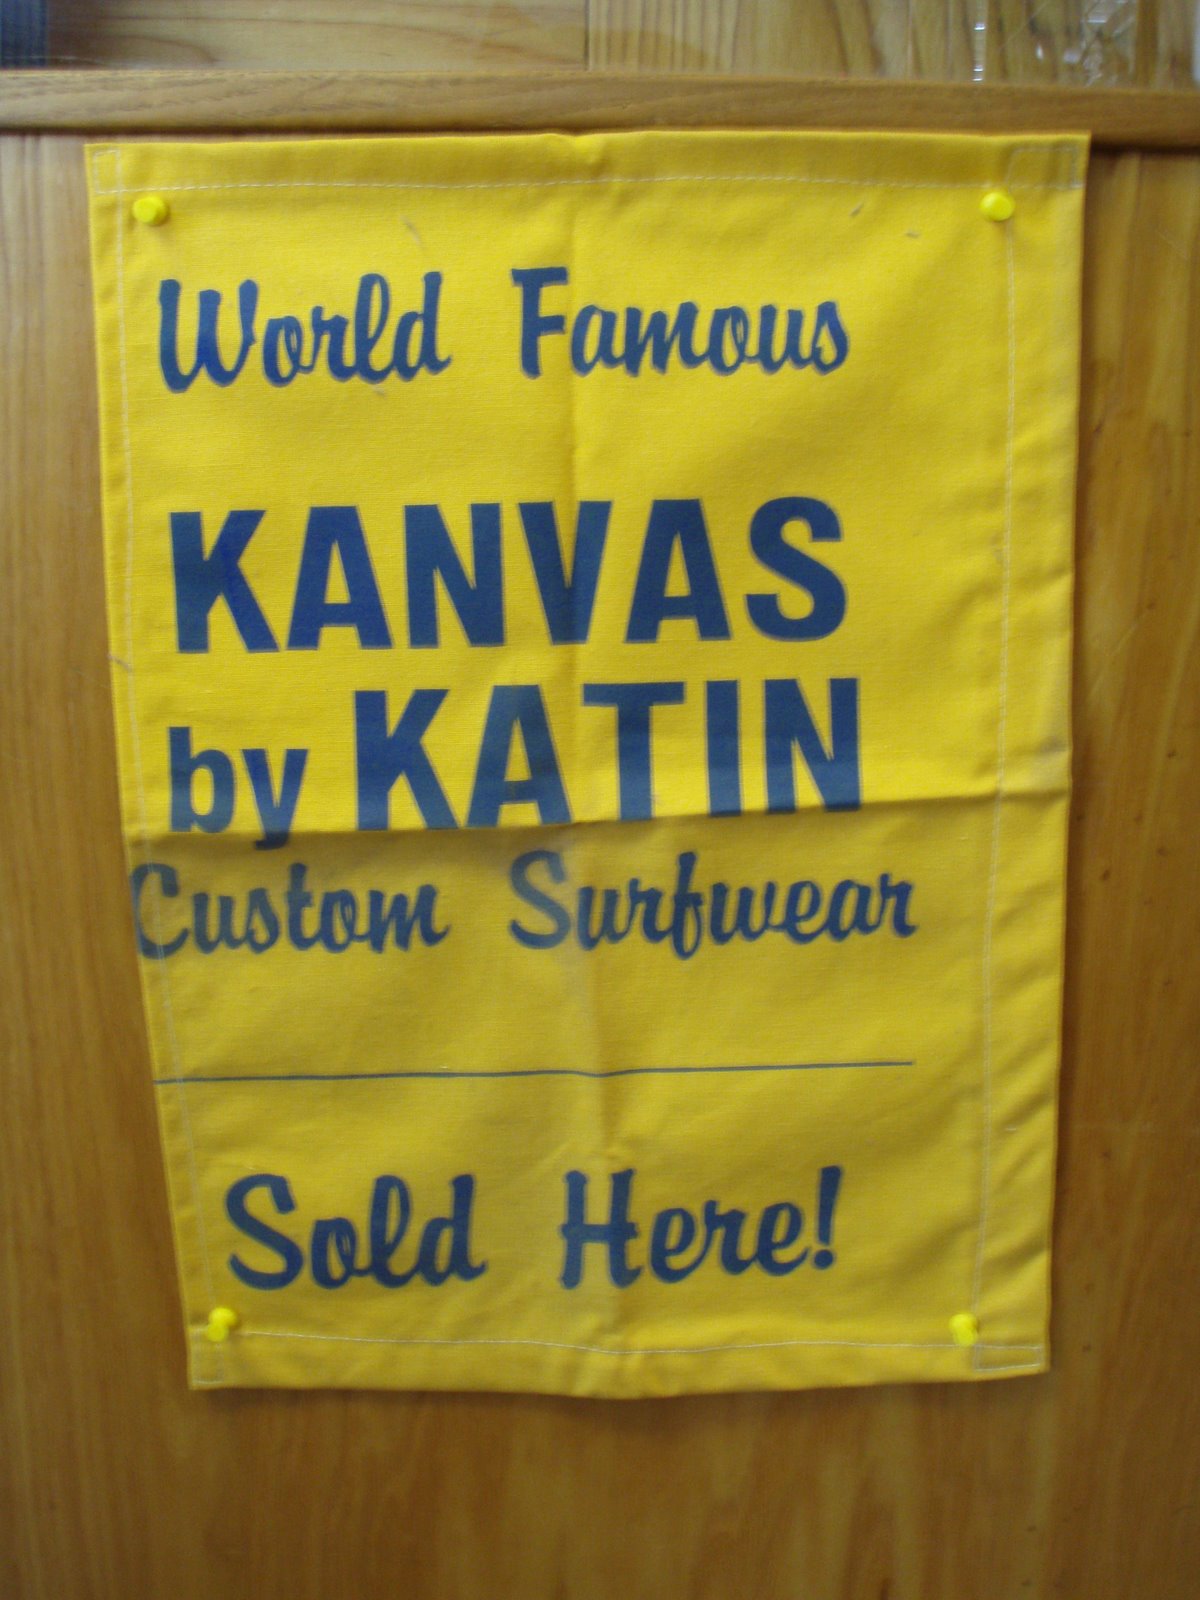 World Famous
KANVAS
by KATIN
Custom Surfwear
Sold Here!